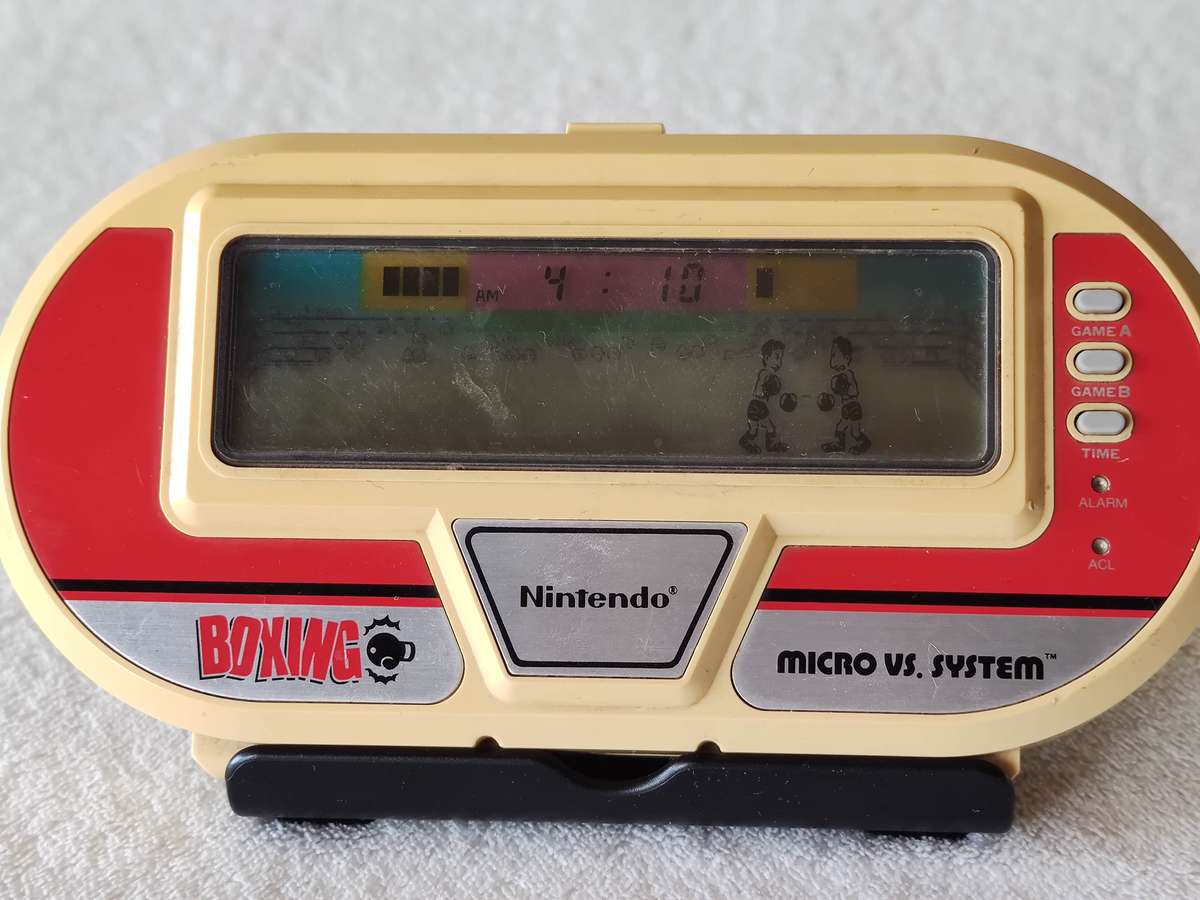 AM 4:10
GAME A
GAME B
TIME
ALARM
ACL
Nintendo®
BOXING
MICRO VS. SYSTEM™